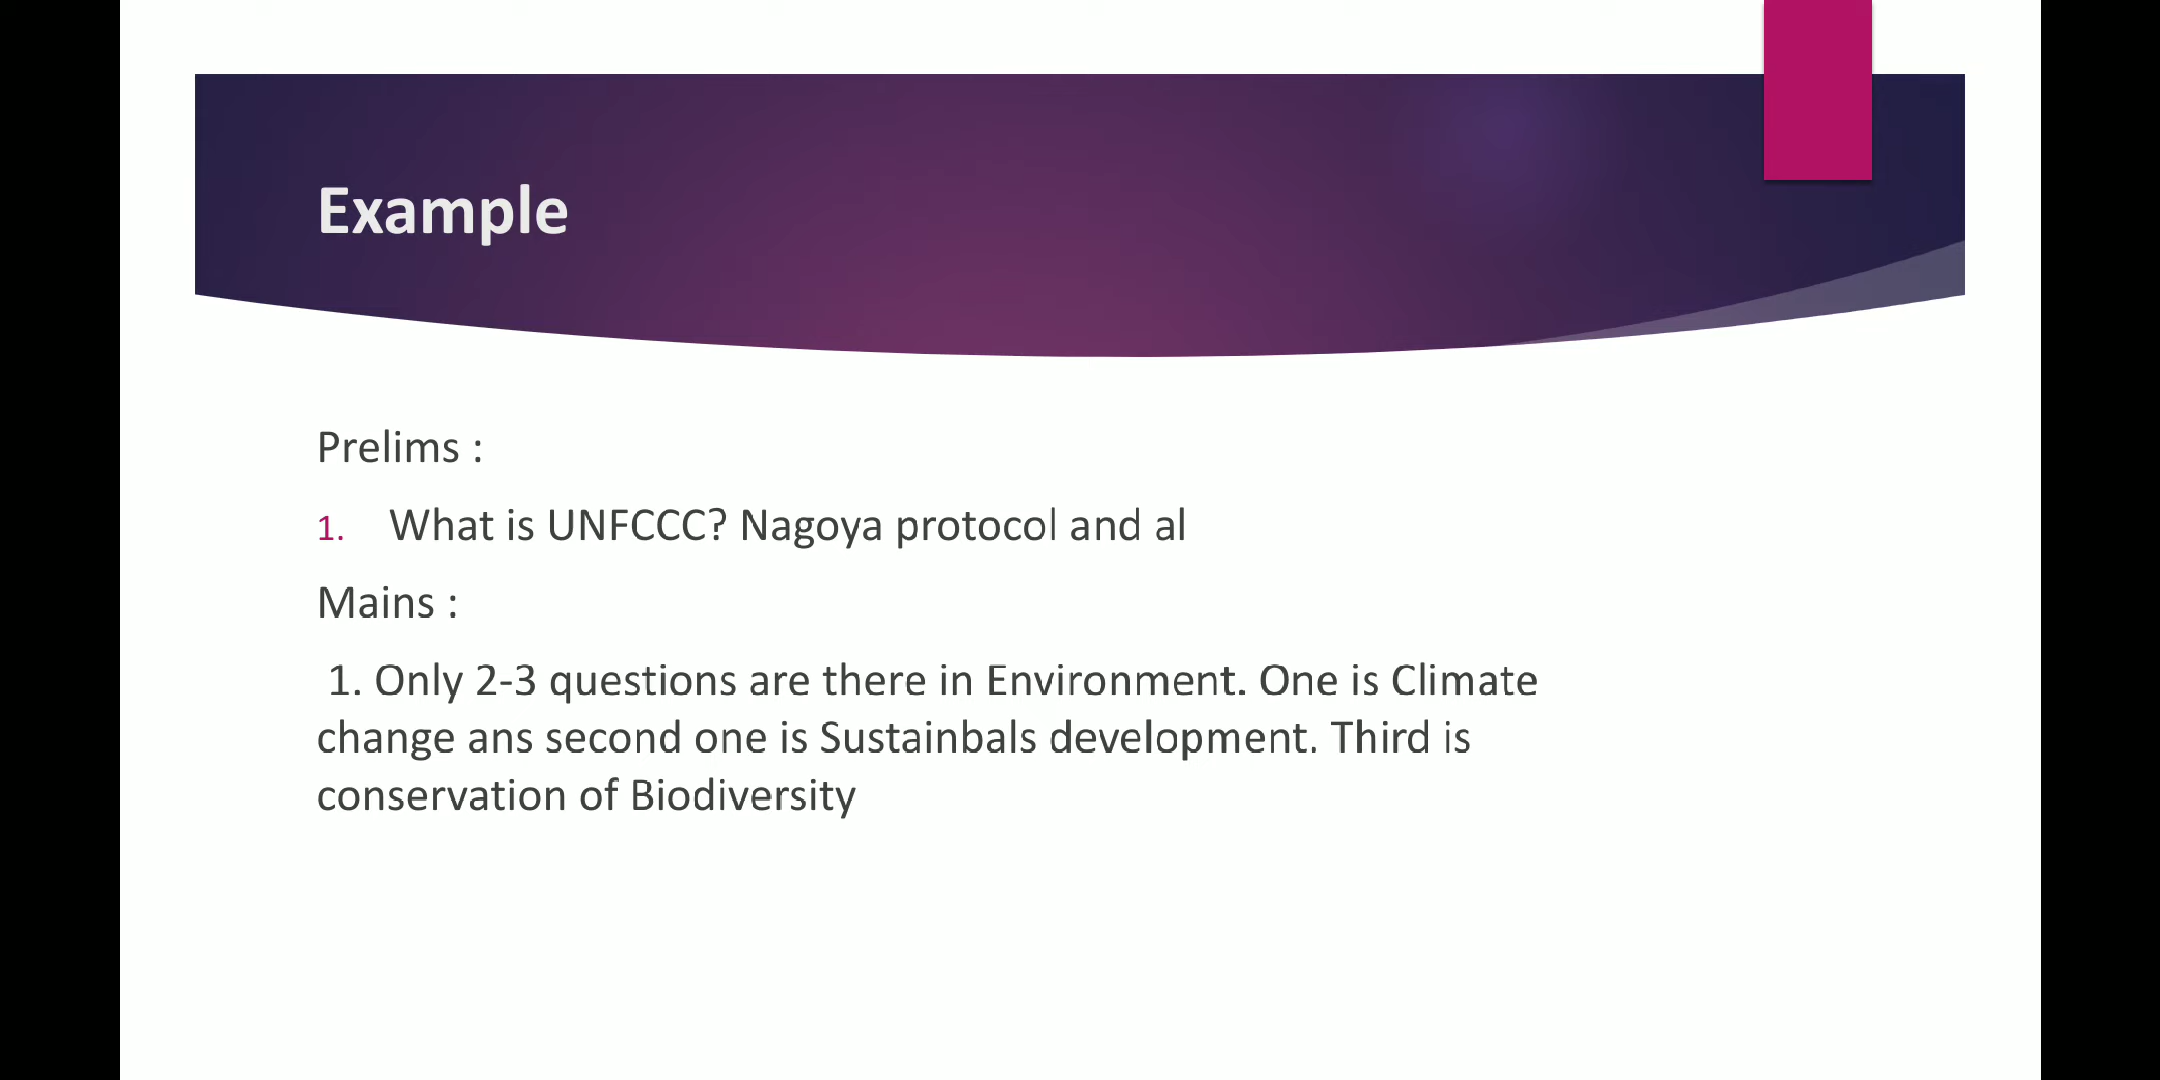 Example
Prelims :
1. What is UNFCCC? Nagoya protocol and al
Mains :
1. Only 2-3 questions are there in Environment. One is Climate
change ans second one is Sustainbals development. Third is
conservation of Biodiversity